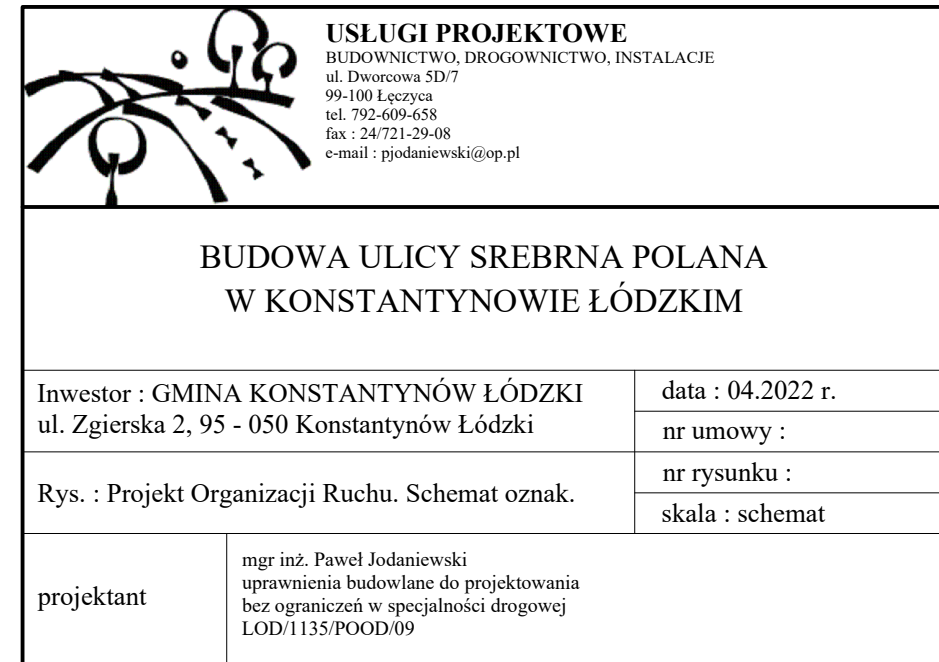 USŁUGI PROJEKTOWE
BUDOWNICTWO, DROGOWNICTWO, INSTALACJE
ul. Dworcowa 5D/7
99-100 Łęczyca
tel. 792-609-658
fax : 24/721-29-08
e-mail : pjodaniewski@op.pl
BUDOWA ULICY SREBRNA POLANA
W KONSTANTYNOWIE ŁÓDZKIM
Inwestor : GMINA KONSTANTYNÓW ŁÓDZKI
ul. Zgierska 2, 95 - 050 Konstantynów Łódzki
data : 04.2022 r.
nr umowy :
Rys. : Projekt Organizacji Ruchu. Schemat oznak.
nr rysunku :
skala : schemat
projektant
mgr inż. Paweł Jodaniewski
uprawnienia budowlane do projektowania
bez ograniczeń w specjalności drogowej
LOD/1135/POOD/09